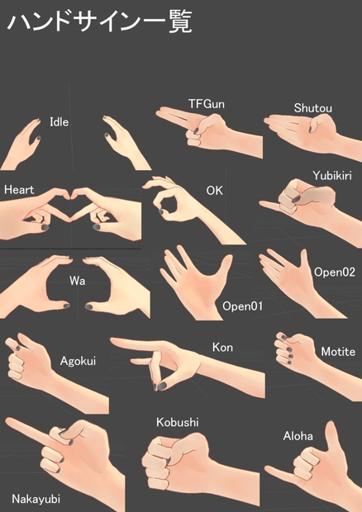 ハンドサイン一覧
TFGun
Shutou
Idle
Yubikiri
Heart
OK
Open02
Wa
Open01
Kon
Motite
Agokui
Kobushi
Aloha
Nakayubi